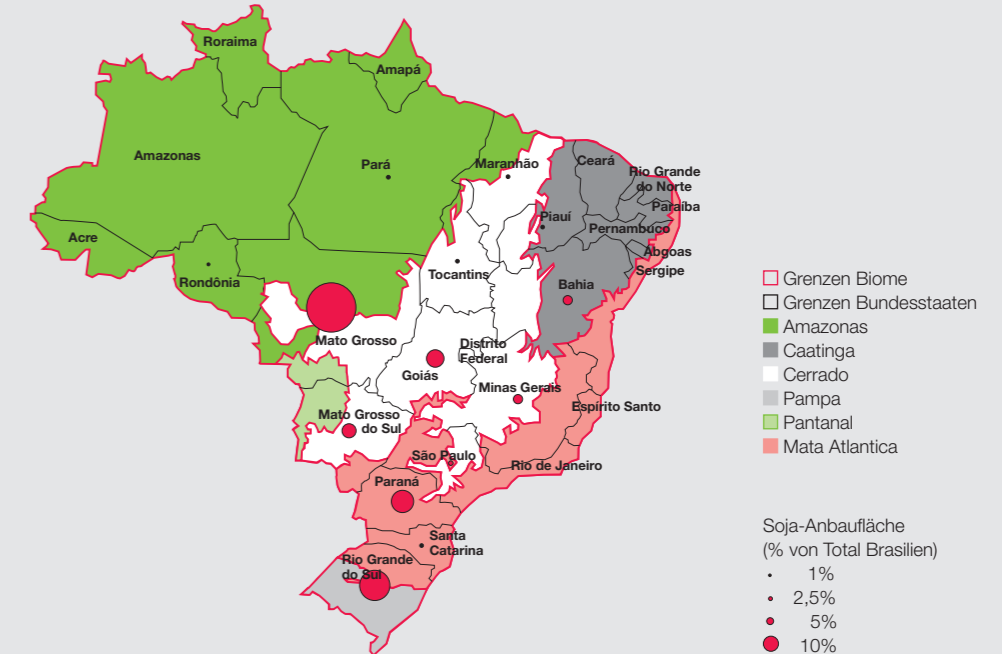 Roraima
Amapá
Amazonas
Pará
Maranhão
Ceará
Rio Grande
do Norte
Paraíba
Piauí
Pernambuco
Acre
Abgoas
Sergipe
Rondônia
Tocantins
Bahia
Mato Grosso
Distrito
Federal
Goiás
Minas Gerais
Mato Grosso
do Sul
Espírito Santo
São Paulo
Rio de Janeiro
Paraná
Santa
Catarina
Rio Grande
do Sul
Grenzen Biome
Grenzen Bundesstaaten
Amazonas
Caatinga
Cerrado
Pampa
Pantanal
Mata Atlantica
Soja-Anbaufläche
(% von Total Brasilien)
1%
2,5%
5%
10%